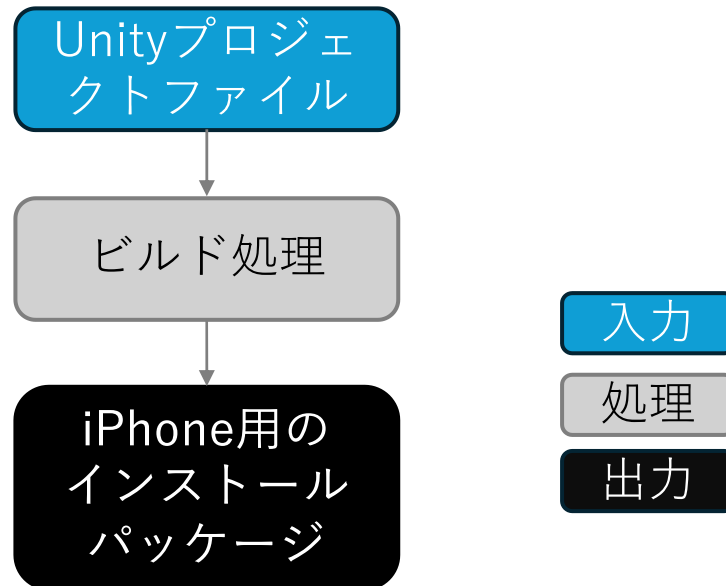 Unityプロジェ
クトファイル
ビルド処理
iPhone用の
インストール
パッケージ
入力
処理
出力